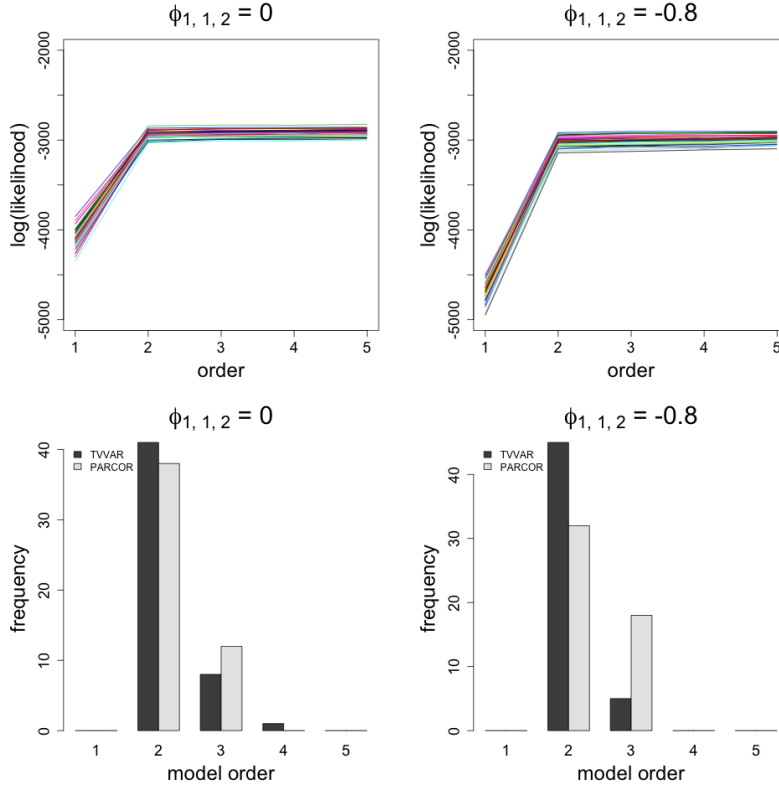 ϕ1, 1, 2 = 0
log(likelihood)
-2000
-3000
-4000
-5000
1 2 3 4 5
order
ϕ1, 1, 2 = -0.8
log(likelihood)
-2000
-3000
-4000
-5000
1 2 3 4 5
order
ϕ1, 1, 2 = 0
TVVAR
PARCOR
frequency
40
30
20
10
0
1 2 3 4 5
model order
ϕ1, 1, 2 = -0.8
TVVAR
PARCOR
frequency
40
30
20
10
0
1 2 3 4 5
model order